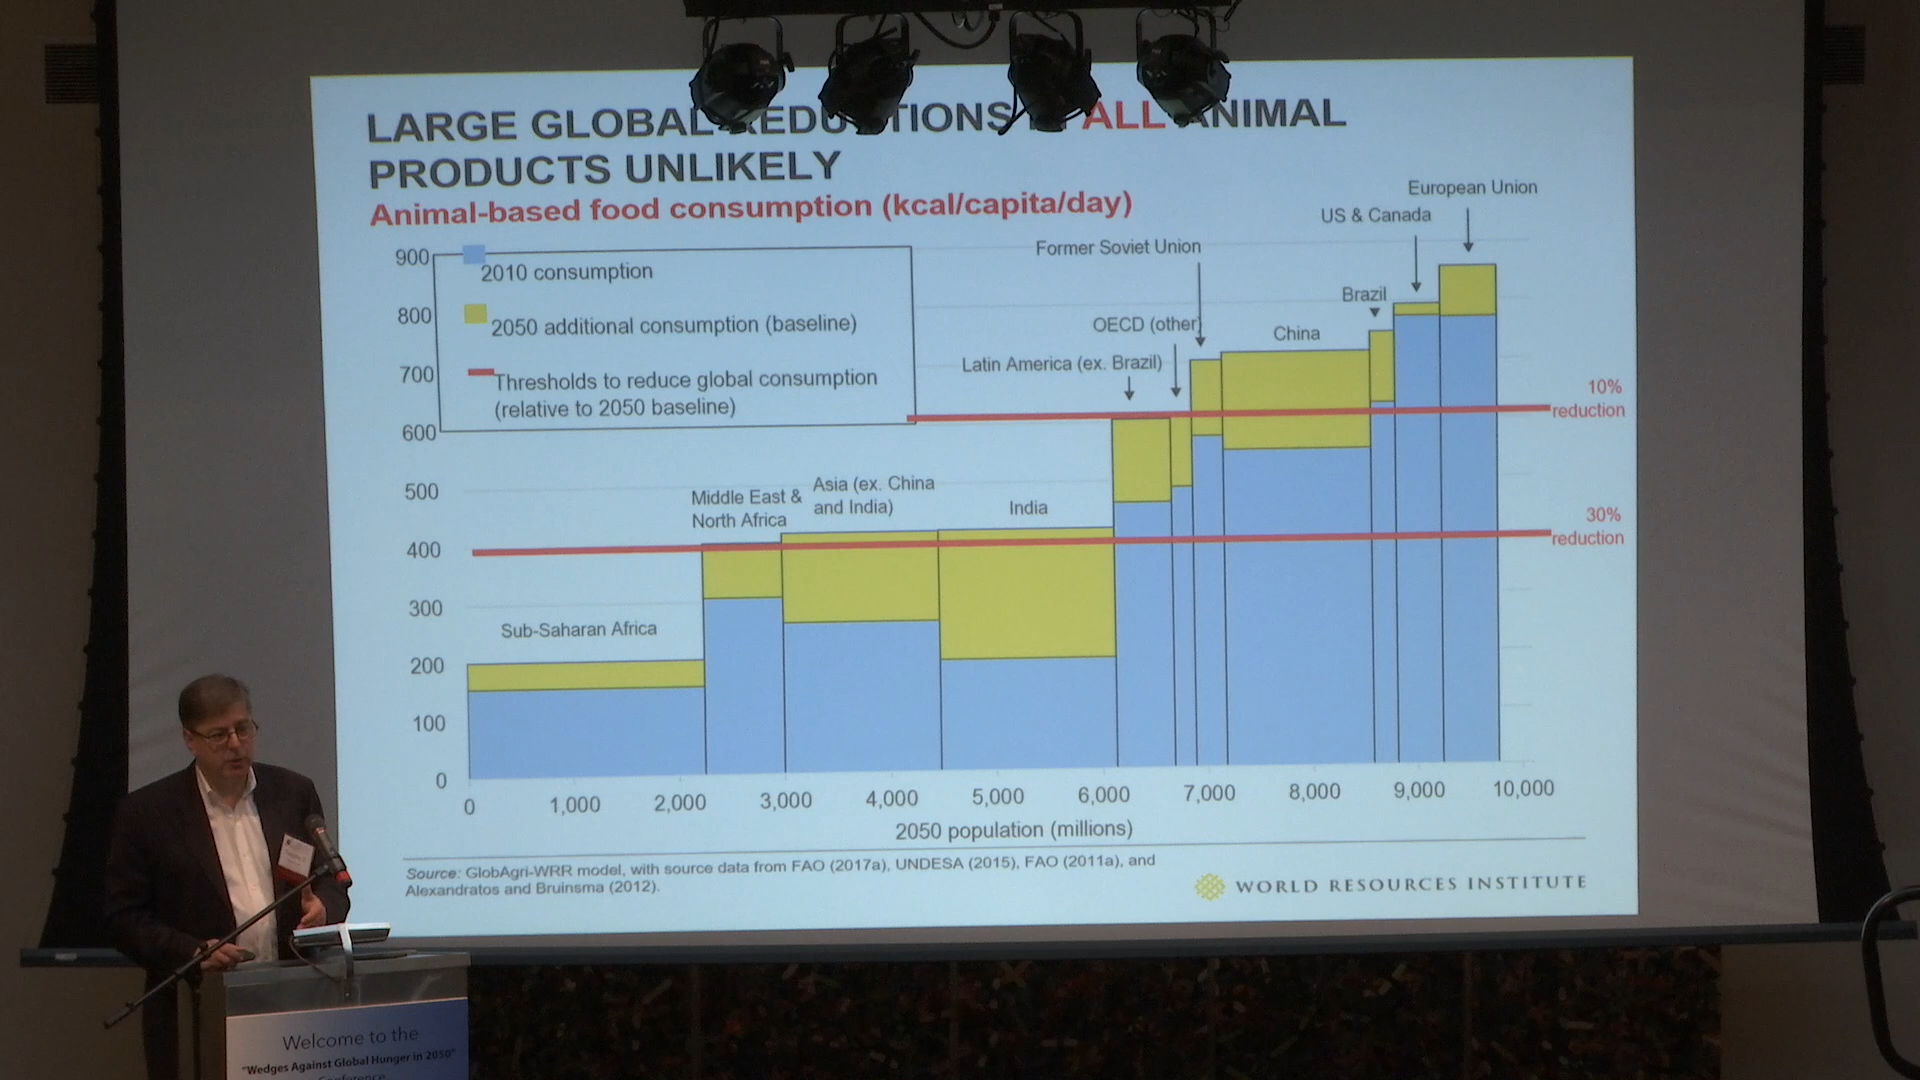 LARGE GLOBAL REDUCTIONS ALL ANIMAL
PRODUCTS UNLIKELY
Animal-based food consumption (kcal/capita/day)
European Union
US & Canada
Former Soviet Union
Brazil
OECD (other)
China
Latin America (ex. Brazil)
900
800
700
600
500
400
300
200
100
0
2010 consumption
2050 additional consumption (baseline)
Thresholds to reduce global consumption
(relative to 2050 baseline)
10%
reduction
30%
reduction
Middle East &
North Africa
Asia (ex. China
and India)
India
Sub-Saharan Africa
0 1,000 2,000 3,000 4,000 5,000 6,000 7,000 8,000 9,000 10,000
2050 population (millions)
Source: GlobAgri-WRR model, with source data from FAO (2017a), UNDESA (2015), FAO (2011a), and
Alexandratos and Bruinsma (2012).
WORLD RESOURCES INSTITUTE
Welcome to the
"Wedges Against Global Hunger in 2050"
Conference